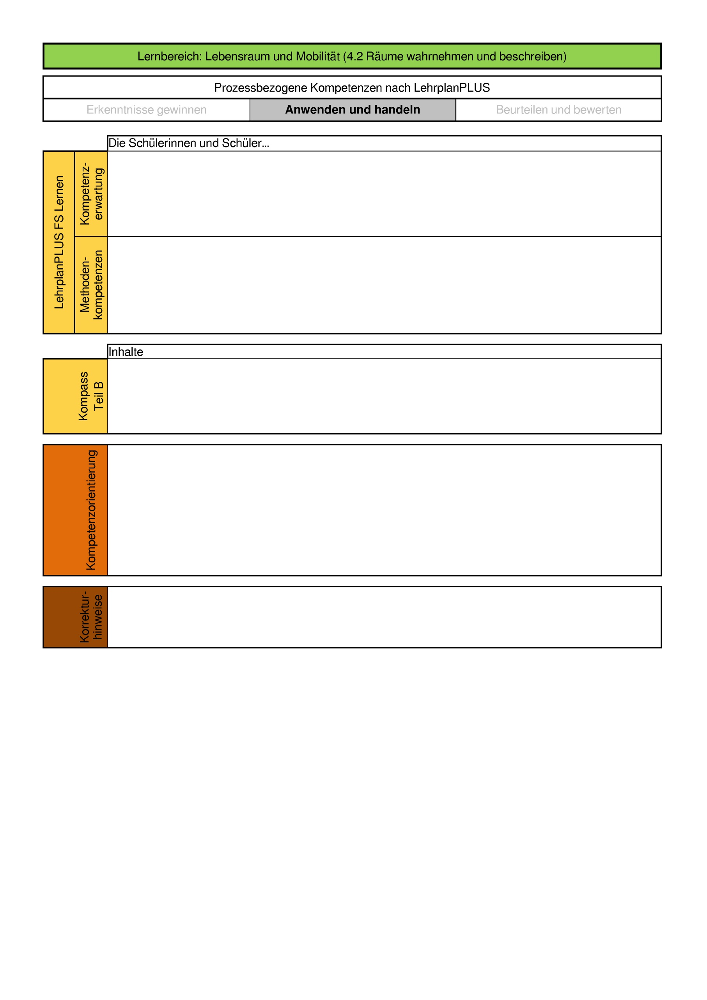 Lernbereich: Lebensraum und Mobilität (4.2 Räume wahrnehmen und beschreiben)
Prozessbezogene Kompetenzen nach LehrplanPLUS
Erkenntnisse gewinnen
Anwenden und handeln
Beurteilen und bewerten
Die Schülerinnen und Schüler...
LehrplanPLUS FS Lernen
Kompetenz-
erwartung
Methoden-
kompetenzen
Inhalte
Kompass
Teil B
Kompetenzorientierung
Korrektur-
hinweise